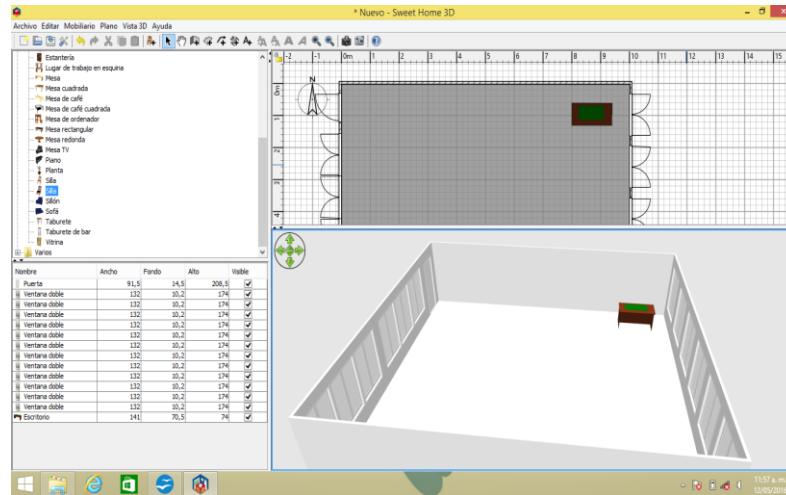 * Nuevo - Sweet Home 3D
Archivo Editar Mobiliario Plano Vista 3D Ayuda
Estantería
Lugar de trabajo en esquina
Mesa
Mesa cuadrada
Mesa de café
Mesa de café cuadrada
Mesa de ordenador
Mesa rectangular
Mesa redonda
Mesa TV
Piano
Planta
Silla
Silla
Sillón
Sofá
Taburete
Taburete de bar
Vitrina
Varios
-2 -1 0m 1 2 3 4 5 6 7 8 9 10 11 12 13 14 15
0m
1
2
3
4
N
Nombre Ancho Fondo Alto Visible
Puerta 91,5 14,5 208,5
Ventana doble 132 10,2 174
Ventana doble 132 10,2 174
Ventana doble 132 10,2 174
Ventana doble 132 10,2 174
Ventana doble 132 10,2 174
Ventana doble 132 10,2 174
Ventana doble 132 10,2 174
Ventana doble 132 10,2 174
Ventana doble 132 10,2 174
Ventana doble 132 10,2 174
Ventana doble 132 10,2 174
Ventana doble 132 10,2 174
Escritorio 141 70,5 74
11:57 a. m.